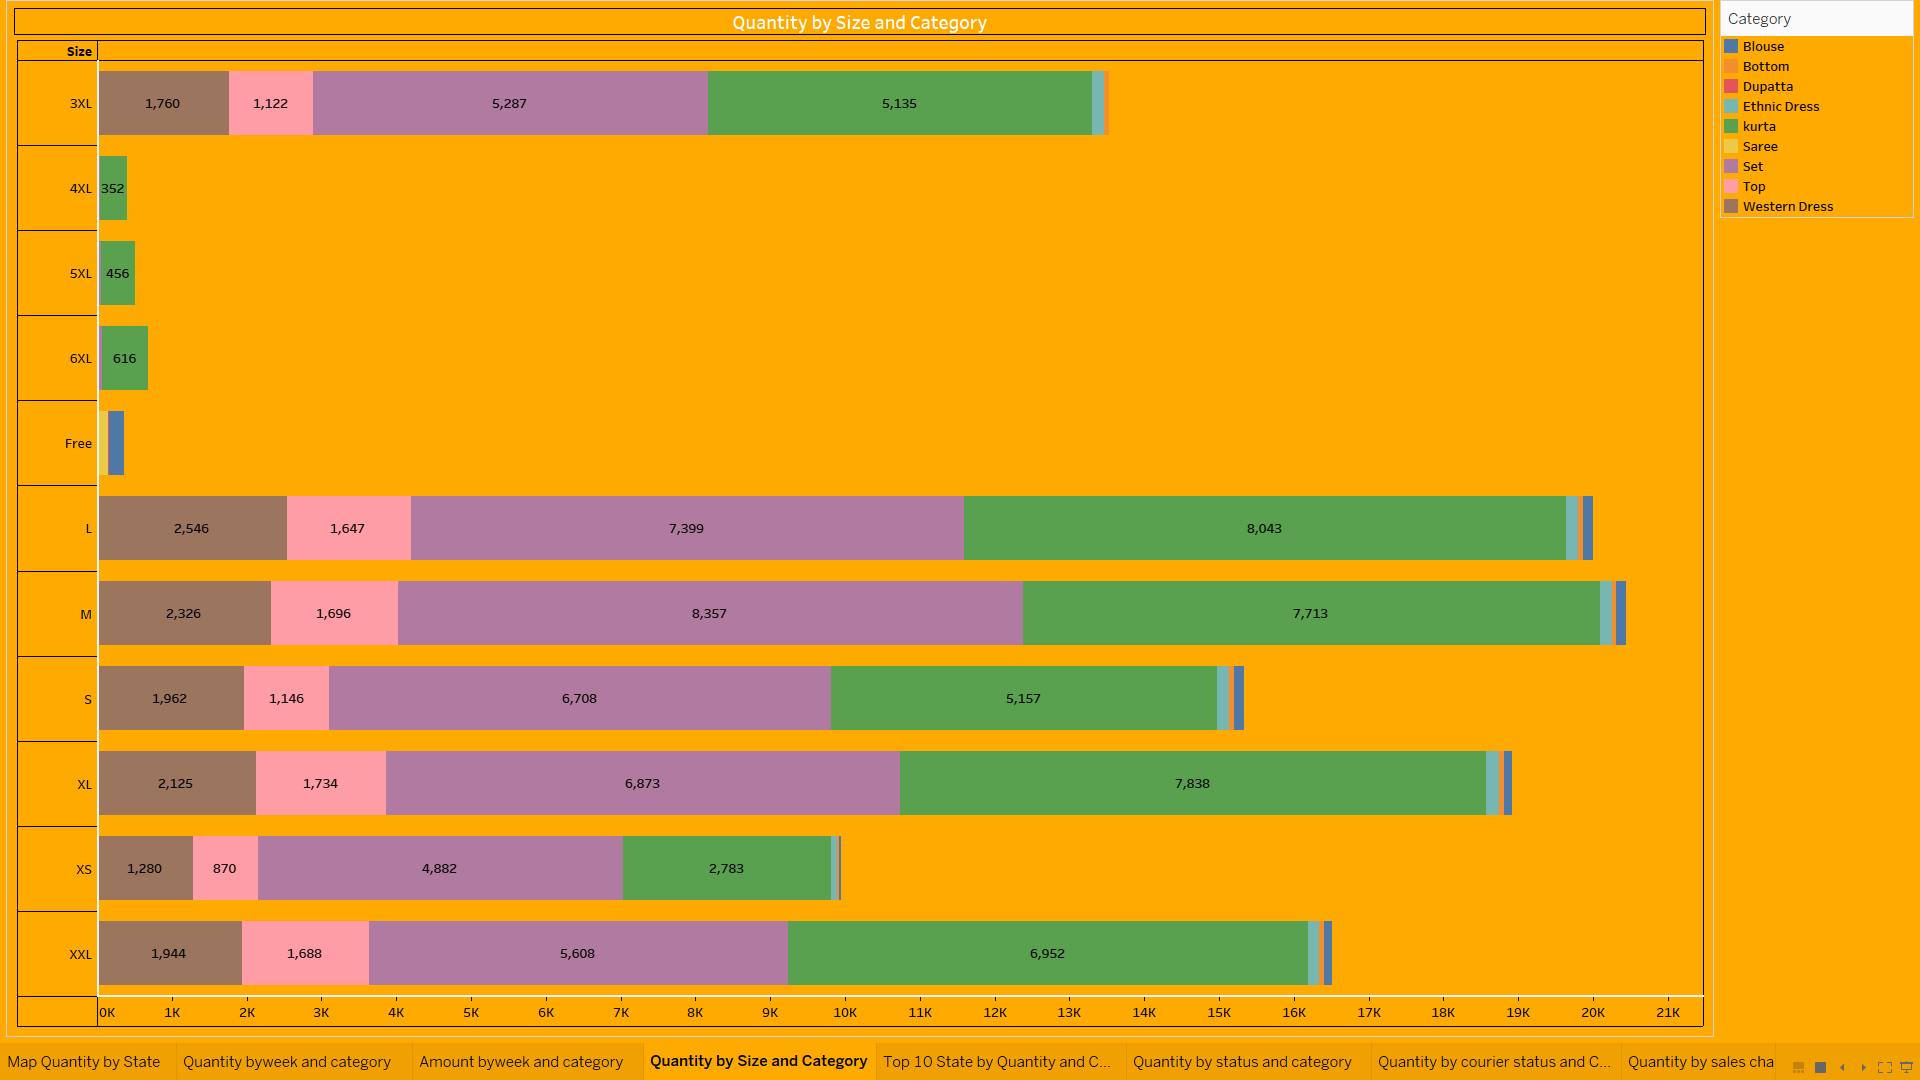 Quantity by Size and Category
Size
3XL 1,760 1,122 5,287 5,135
4XL 352
5XL 456
6XL 616
Free
L 2,546 1,647 7,399 8,043
M 2,326 1,696 8,357 7,713
S 1,962 1,146 6,708 5,157
XL 2,125 1,734 6,873 7,838
XS 1,280 870 4,882 2,783
XXL 1,944 1,688 5,608 6,952
0K 1K 2K 3K 4K 5K 6K 7K 8K 9K 10K 11K 12K 13K 14K 15K 16K 17K 18K 19K 20K 21K
Category
Blouse
Bottom
Dupatta
Ethnic Dress
kurta
Saree
Set
Top
Western Dress
Map Quantity by State Quantity byweek and category Amount byweek and category Quantity by Size and Category Top 10 State by Quantity and C... Quantity by status and category Quantity by courier status and C... Quantity by sales cha